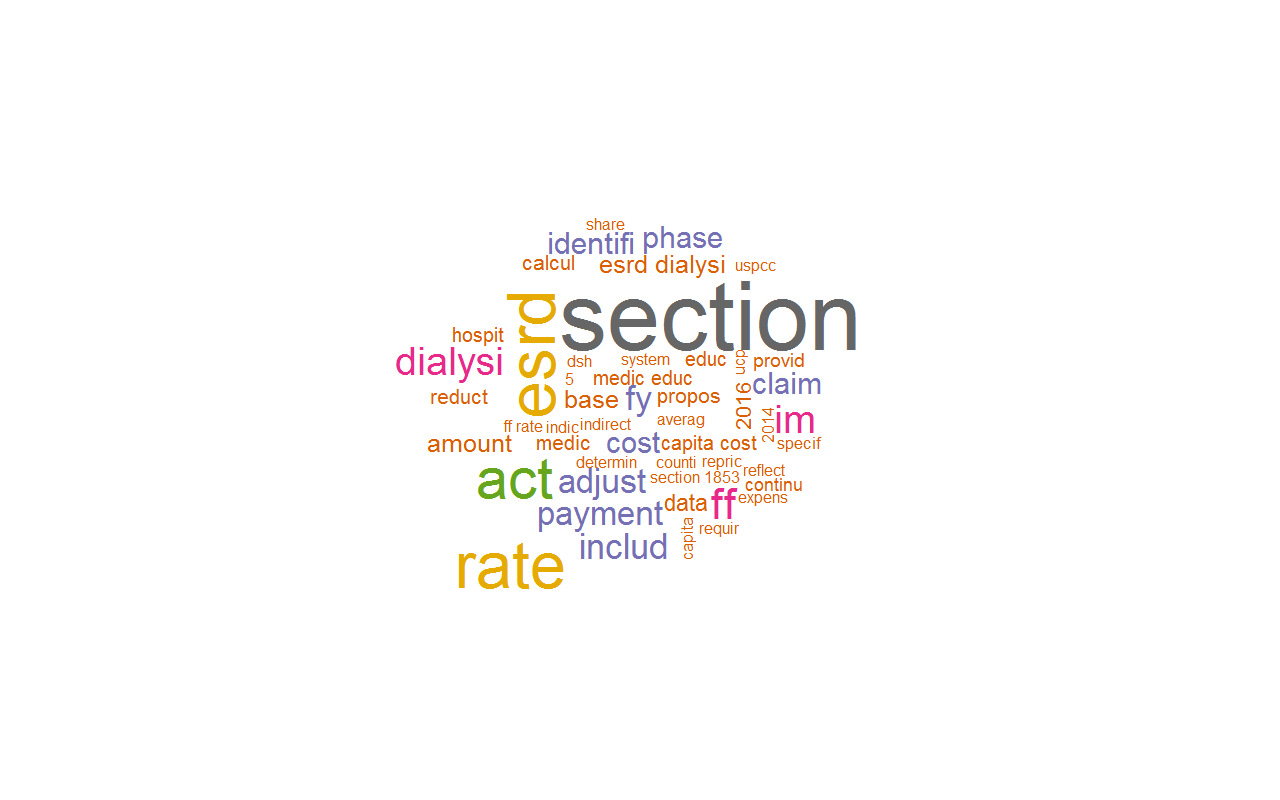 share
identifi phase
calcul esrd dialysi uspcc
section
esrd
hospit
dialysi
dsh system educ ucp provid
5 medic educ
claim
reduct base fy propos 2016
ff rate indic indirect averag 2014 im
amount medic cost capita cost specif
determin counti repric
act adjust section 1853 reflect
continu
payment data ff expens
requir
includ capita
rate